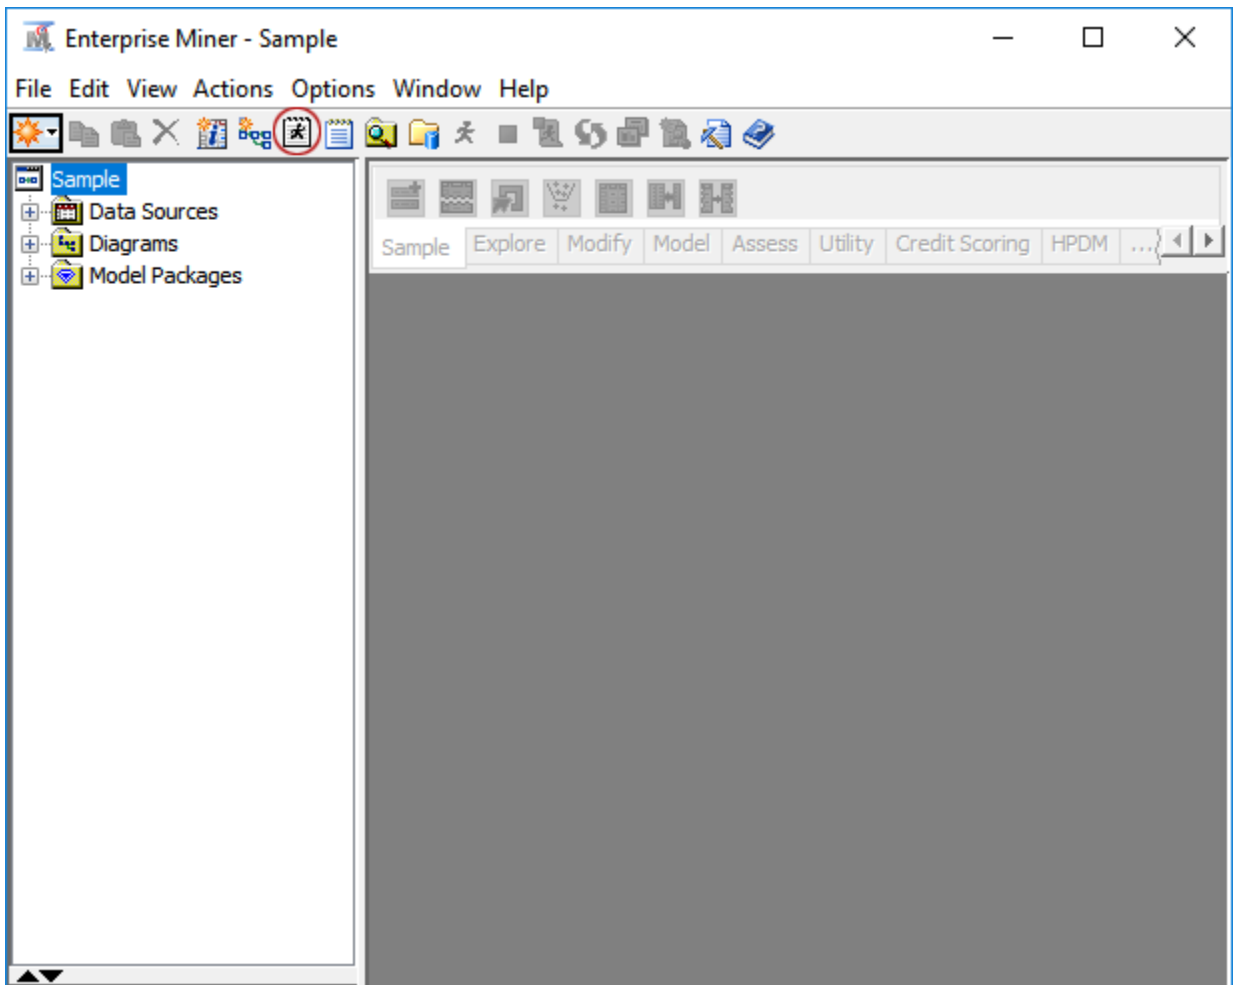 Enterprise Miner - Sample
File Edit View Actions Options Window Help
Sample
Data Sources
Diagrams
Model Packages
Sample Explore Modify Model Assess Utility Credit Scoring HPDM ...